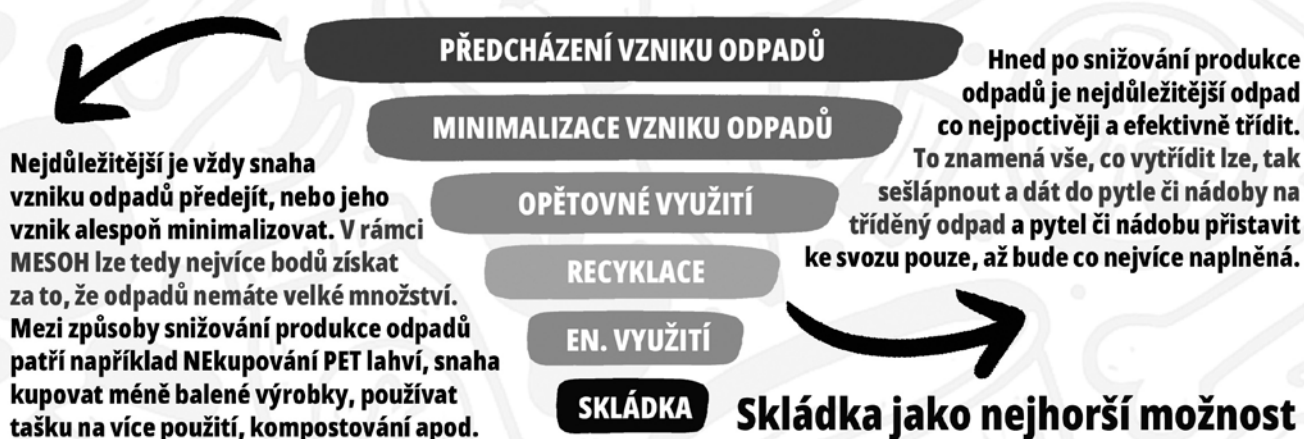 PŘEDCHÁZENÍ VZNIKU ODPADŮ
MINIMALIZACE VZNIKU ODPADŮ
OPĚTOVNÉ VYUŽITÍ
RECYKLACE
EN. VYUŽITÍ
SKLÁDKA
Nejdůležitější je vždy snaha
vzniku odpadů předejít, nebo jeho
vznik alespoň minimalizovat. V rámci
MESOH lze tedy nejvíce bodů získat
za to, že odpadů nemáte velké množství.
Mezi způsoby snižování produkce odpadů
patří například NEkupování PET lahví, snaha
kupovat méně balené výrobky, používat
tašku na více použití, kompostování apod.
Hned po snižování produkce
odpadů je nejdůležitější odpad
co nejpoctivěji a efektivně třídit.
To znamená vše, co vytřídit lze, tak
sešlápnout a dát do pytle či nádoby na
tříděný odpad a pytel či nádobu přistavit
ke svozu pouze, až bude co nejvíce naplněná.
Skládka jako nejhorší možnost